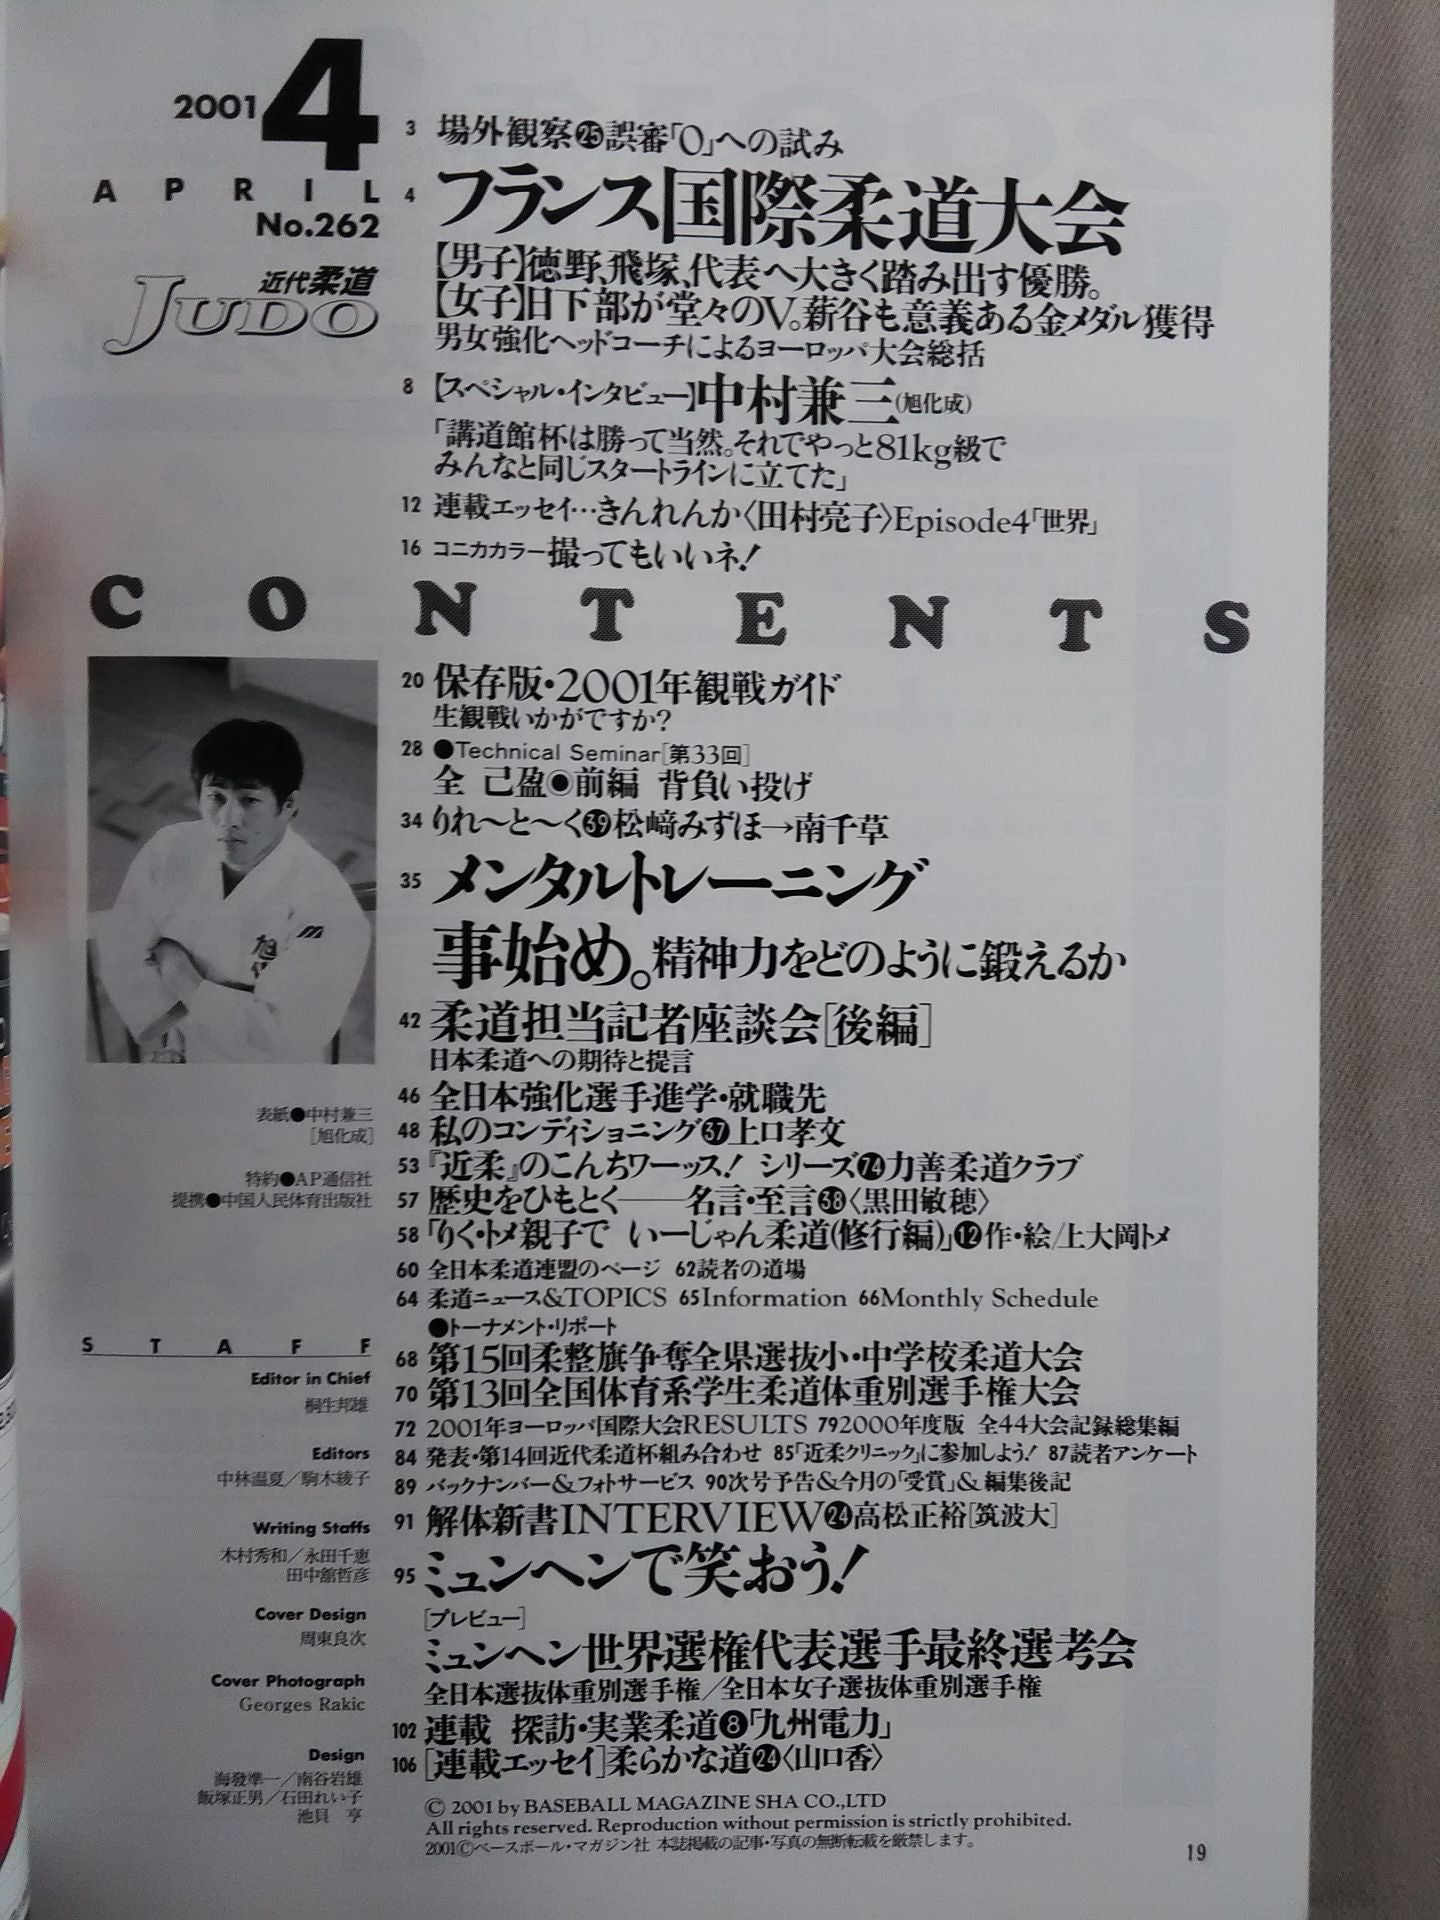 2001 4
APRIL
No.262
近代柔道
JUDO
3 場外観察㉕誤審「0」への試み
4 フランス国際柔道大会
【男子】徳野、飛塚、代表へ大きく踏み出す優勝。
【女子】日下部が堂々のV。薪谷も意義ある金メダル獲得
男女強化ヘッドコーチによるヨーロッパ大会総括
8 【スペシャル・インタビュー】中村兼三(旭化成)
「講道館杯は勝って当然。それでやっと81kg級で
みんなと同じスタートラインに立てた」
12 連載エッセイ…きんれんか〈田村亮子〉Episode4「世界」
16 コニカカラー撮ってもいいネ!
CONTENTS
20 保存版・2001年観戦ガイド
生観戦いかがですか?
28 ●Technical Seminar[第33回]
全 己盈◉前編 背負い投げ
34 りれ〜と〜く㊴松﨑みずほ→南千草
35 メンタルトレーニング
事始め。精神力をどのように鍛えるか
42 柔道担当記者座談会[後編]
日本柔道への期待と提言
46 全日本強化選手進学・就職先
48 私のコンディショニング㊲上口孝文
53 『近柔』のこんちワーッス! シリーズ74力善柔道クラブ
57 歴史をひもとく——名言・至言㊳〈黒田敏穂〉
58 「りく・トメ親子で いーじゃん柔道(修行編)」⓬作・絵/上大岡トメ
60 全日本柔道連盟のページ 62読者の道場
64 柔道ニュース&TOPICS 65Information 66Monthly Schedule
●トーナメント・リポート
68 第15回柔整旗争奪全県選抜小・中学校柔道大会
70 第13回全国体育系学生柔道体重別選手権大会
72 2001年ヨーロッパ国際大会RESULTS 792000年度版 全44大会記録総集編
84 発表・第14回近代柔道杯組み合わせ 85「近柔クリニック」に参加しよう! 87読者アンケート
89 バックナンバー&フォトサービス 90次号予告&今月の「受賞」&編集後記
91 解体新書INTERVIEW㉔高松正裕[筑波大]
95 ミュンヘンで笑おう!
[プレビュー]
ミュンヘン世界選権代表選手最終選考会
全日本選抜体重別選手権/全日本女子選抜体重別選手権
102 連載 探訪・実業柔道❽「九州電力」
106 [連載エッセイ]柔らかな道㉔〈山口香〉
© 2001 by BASEBALL MAGAZINE SHA CO.,LTD
All rights reserved. Reproduction without permission is strictly prohibited.
2001©ベースボール・マガジン社 本誌掲載の記事・写真の無断転載を厳禁します。
旭化
表紙●中村兼三
[旭化成]
特約●AP通信社
提携●中国人民体育出版社
STAFF
Editor in Chief
桐生邦雄
Editors
中林温夏/駒木綾子
Writing Staffs
木村秀和/永田千恵
田中舘哲彦
Cover Design
周東良次
Cover Photograph
Georges Rakic
Design
海發準一/南谷岩雄
飯塚正男/石田れい子
池貝 亨
19